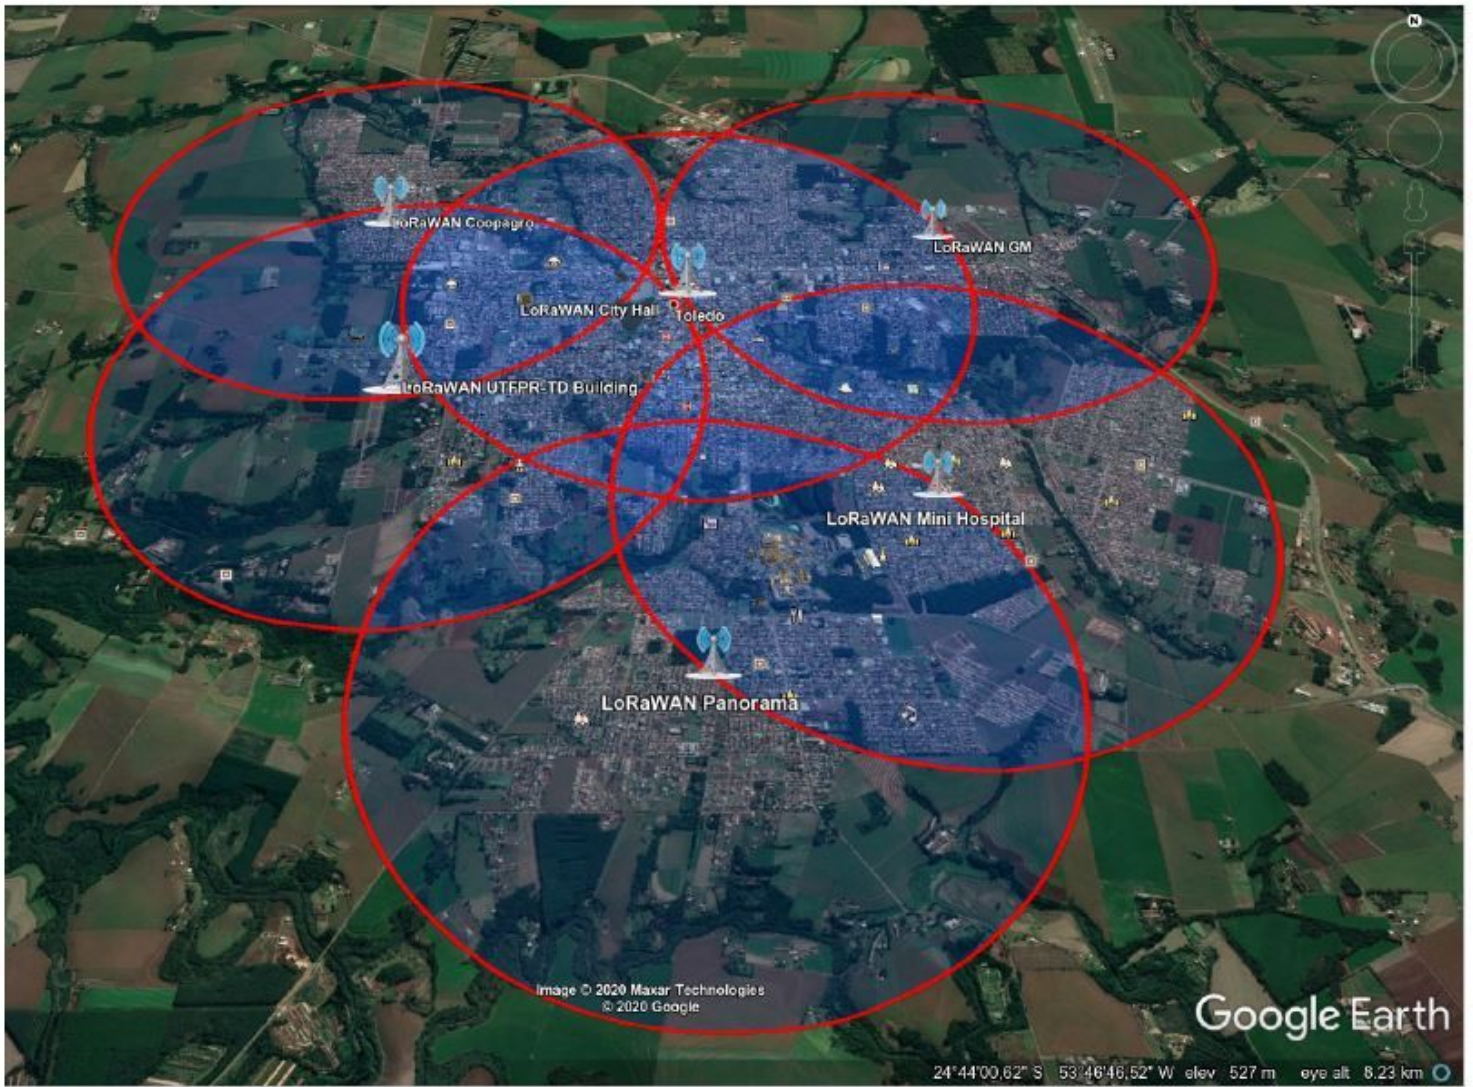 N
LoRaWAN Coopagro
LoRaWAN GM
LoRaWAN City Hall
Toledo
LoRaWAN UTFPR-TD Building
LoRaWAN Mini Hospital
LoRaWAN Panorama
Image © 2020 Maxar Technologies
© 2020 Google
Google Earth
24°44'00,62" S 53°46'46,52" W elev 527 m eye alt 8.23 km